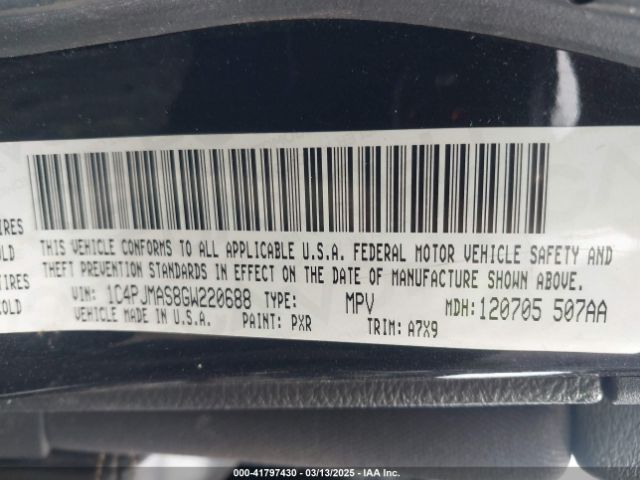 IRES
OLD
IRES
COLD
THIS VEHICLE CONFORMS TO ALL APPLICABLE U.S.A. FEDERAL MOTOR VEHICLE SAFETY AND
THEFT PREVENTION STANDARDS IN EFFECT ON THE DATE OF MANUFACTURE SHOWN ABOVE.
VIN: 1C4PJMAS8GW220688 TYPE: MPV MDH: 120705 507AA
VEHICLE MADE IN U.S.A. PAINT: PXR TRIM: A7X9
000-41797430 - 03/13/2025 - IAA Inc.